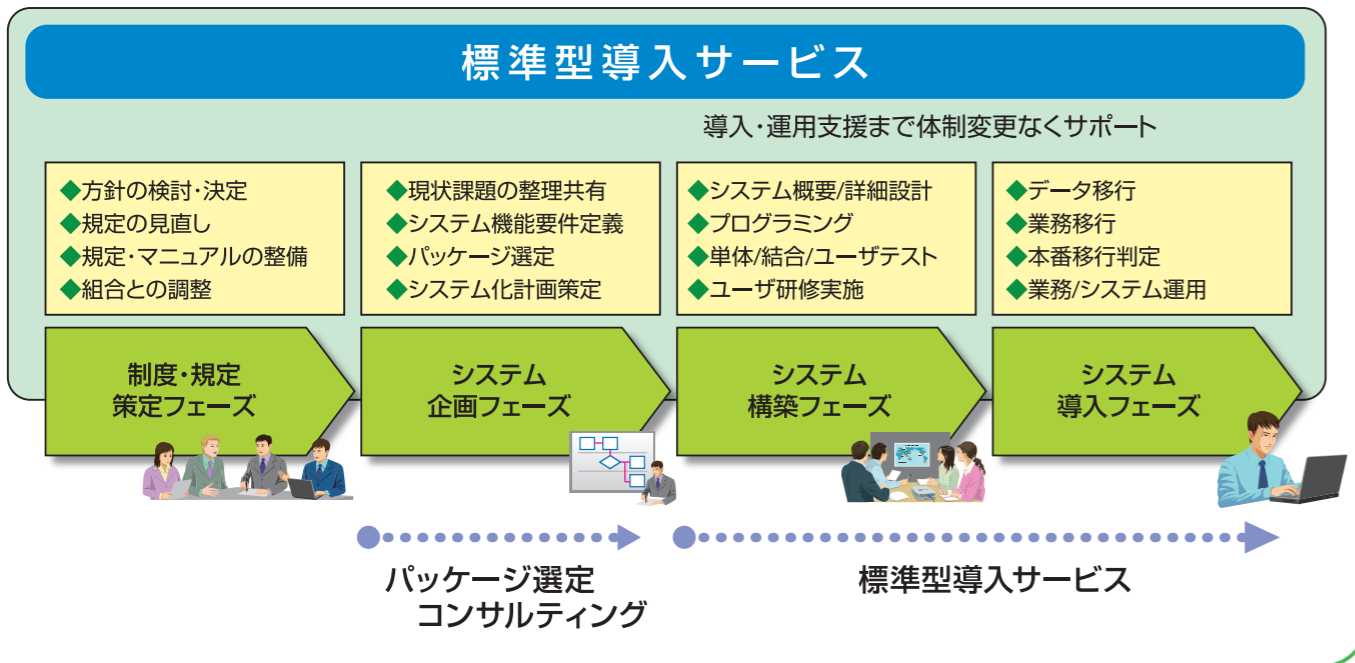 標準型導入サービス
導入・運用支援まで体制変更なくサポート
◆方針の検討・決定
◆規定の見直し
◆規定・マニュアルの整備
◆組合との調整
◆現状課題の整理共有
◆システム機能要件定義
◆パッケージ選定
◆システム化計画策定
◆システム概要/詳細設計
◆プログラミング
◆単体/結合/ユーザテスト
◆ユーザ研修実施
◆データ移行
◆業務移行
◆本番移行判定
◆業務/システム運用
制度・規定
策定フェーズ
システム
企画フェーズ
システム
構築フェーズ
システム
導入フェーズ
パッケージ選定
コンサルティング
標準型導入サービス